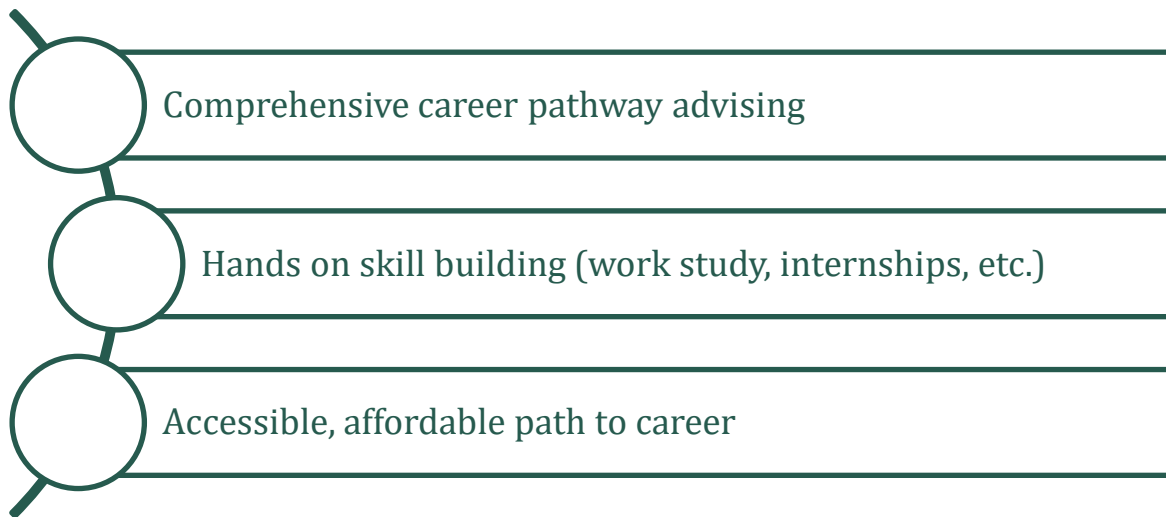 Comprehensive career pathway advising
Hands on skill building (work study, internships, etc.)
Accessible, affordable path to career